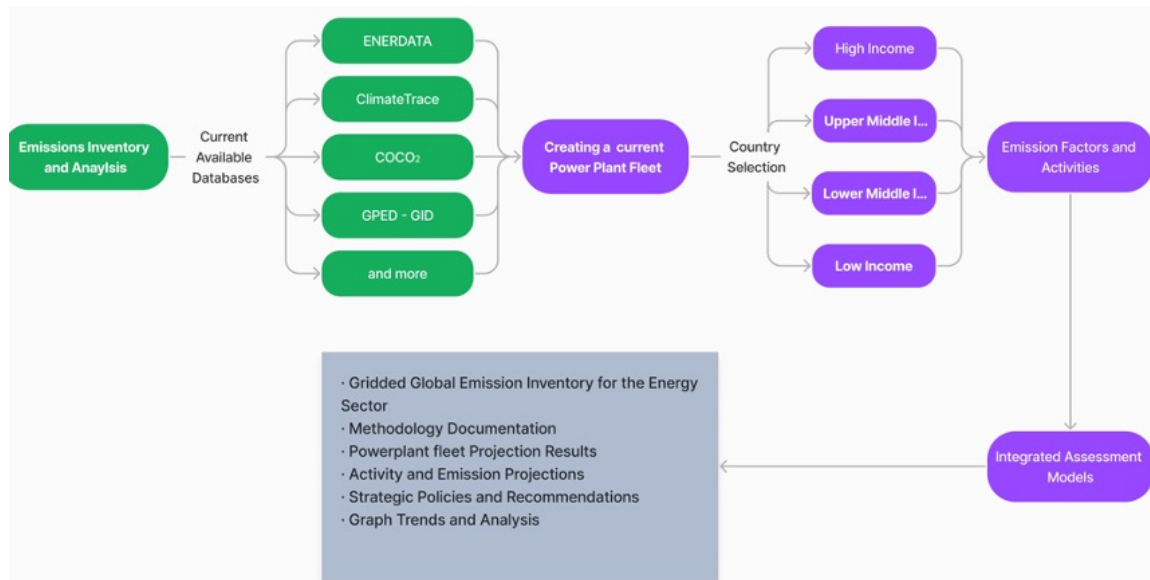 Emissions Inventory
and Anaylsis
Current
Available
Databases
ENERDATA
ClimateTrace
COCO₂
GPED - GID
and more
Creating a current
Power Plant Fleet
Country
Selection
High Income
Upper Middle I...
Lower Middle I...
Low Income
Emission Factors and
Activities
Integrated Assessment
Models
· Gridded Global Emission Inventory for the Energy
Sector
· Methodology Documentation
· Powerplant fleet Projection Results
· Activity and Emission Projections
· Strategic Policies and Recommendations
· Graph Trends and Analysis